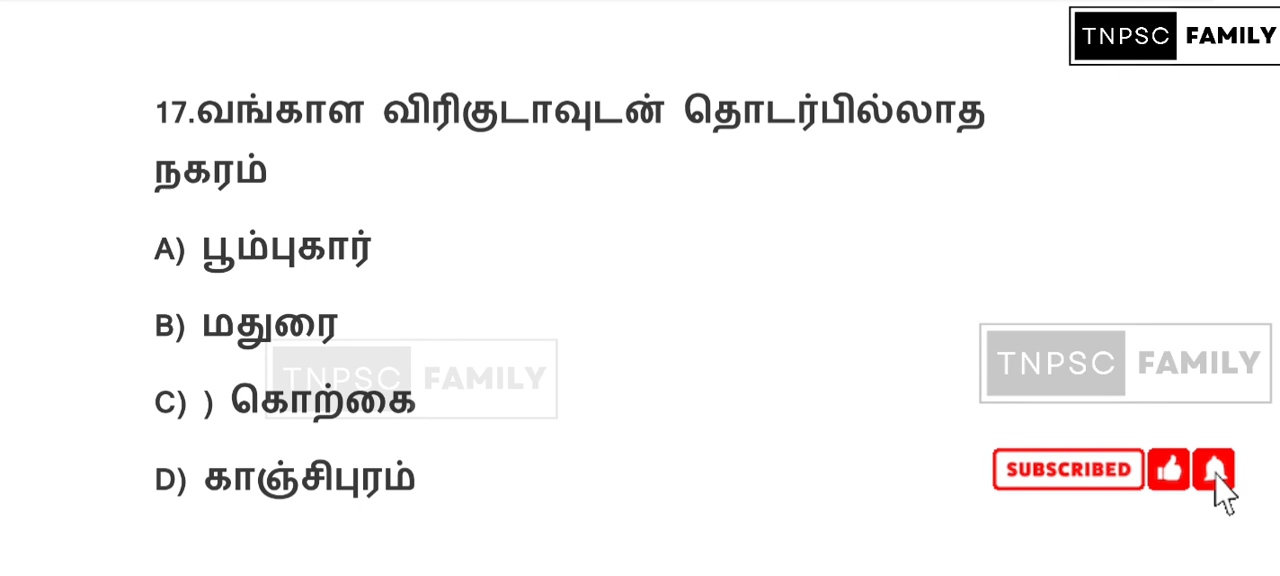 TNPSC FAMILY
17.வங்காள விரிகுடாவுடன் தொடர்பில்லாத
நகரம்
A) பூம்புகார்
B) மதுரை
TNPSC FAMILY
TNPSC FAMILY
C) ) கொற்கை
D) காஞ்சிபுரம்
SUBSCRIBED